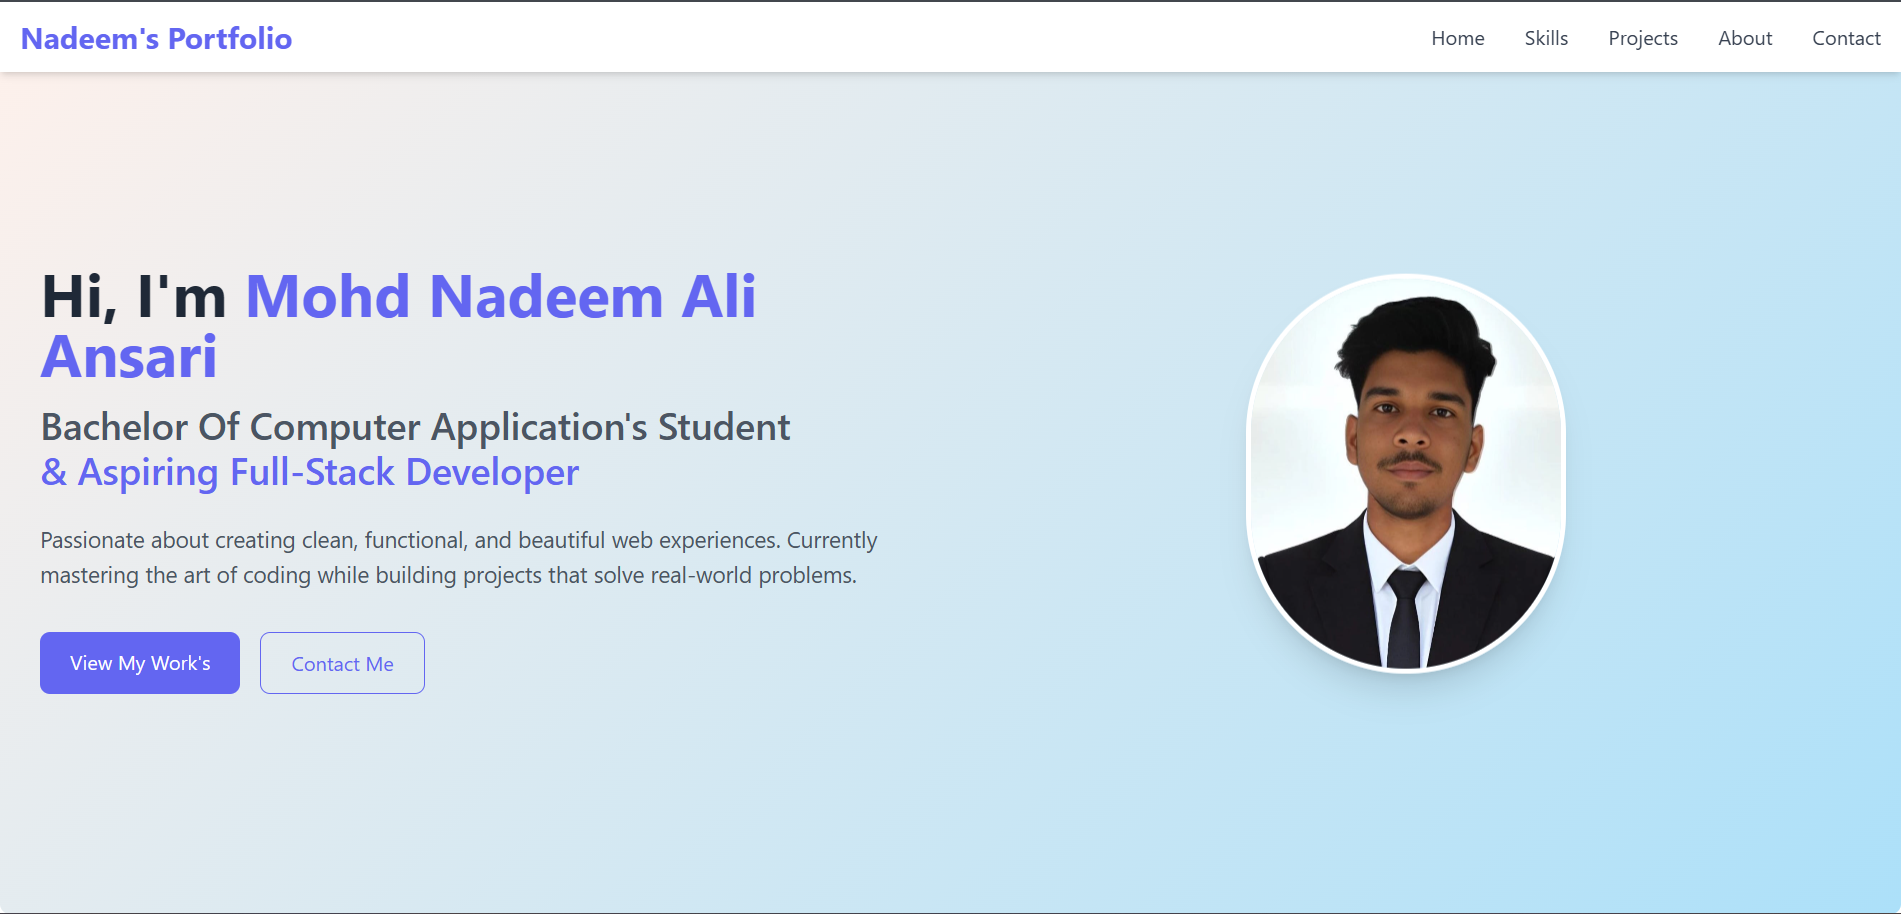 Nadeem's Portfolio
Home Skills Projects About Contact
Hi, I'm Mohd Nadeem Ali
Ansari
Bachelor Of Computer Application's Student
& Aspiring Full-Stack Developer
Passionate about creating clean, functional, and beautiful web experiences. Currently
mastering the art of coding while building projects that solve real-world problems.
View My Work's
Contact Me